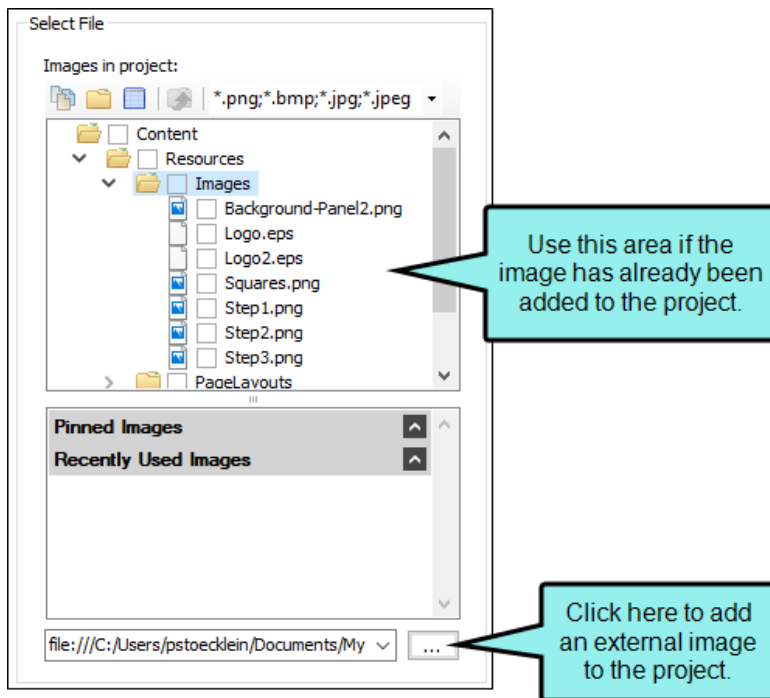 Select File
Images in project:
*.png;*.bmp;*.jpg;*.jpeg
Content
Resources
Images
Background-Panel2.png
Logo.eps
Logo2.eps
Squares.png
Step1.png
Step2.png
Step3.png
PageLayouts
Use this area if the
image has already been
added to the project.
Pinned Images
Recently Used Images
file:///C:/Users/pstoecklein/Documents/My
...
Click here to add
an external image
to the project.